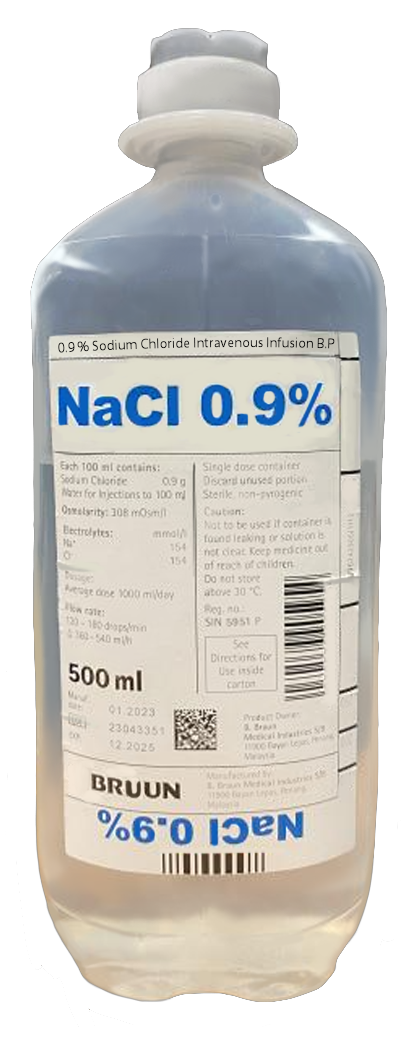 0.9 % Sodium Chloride Intravenous Infusion B.P
NaCl 0.9%
Each 100 ml contains:
Sodium Chloride 0.9 g
Water for Injections to 100 ml
Osmolarity: 308 mOsm/l
Electrolytes: mmol/l
Na⁺ 154
Cl⁻ 154
Dosage:
Average dose 1000 ml/day
Flow rate:
120 - 180 drops/min
500 ml
Single dose container
Discard unused portion
Sterile, non-pyrogenic
Caution:
Not to be used if container is
found leaking or solution is
not clear. Keep medicine out
of reach of children.
Do not store
above 30 °C.
Reg. no.:
SIN 5951 P
See
Directions for
Use inside
carton
Manuf.
date: 01.2023
23043351
12.2025
Product Owner:
B. Braun
Medical Industries S/B
11900 Bayan Lepas, Penang,
Malaysia
BRUUN
Manufactured by:
B. Braun Medical Industries S/B
11900 Bayan Lepas, Penang,
Malaysia
NaCl 0.9%